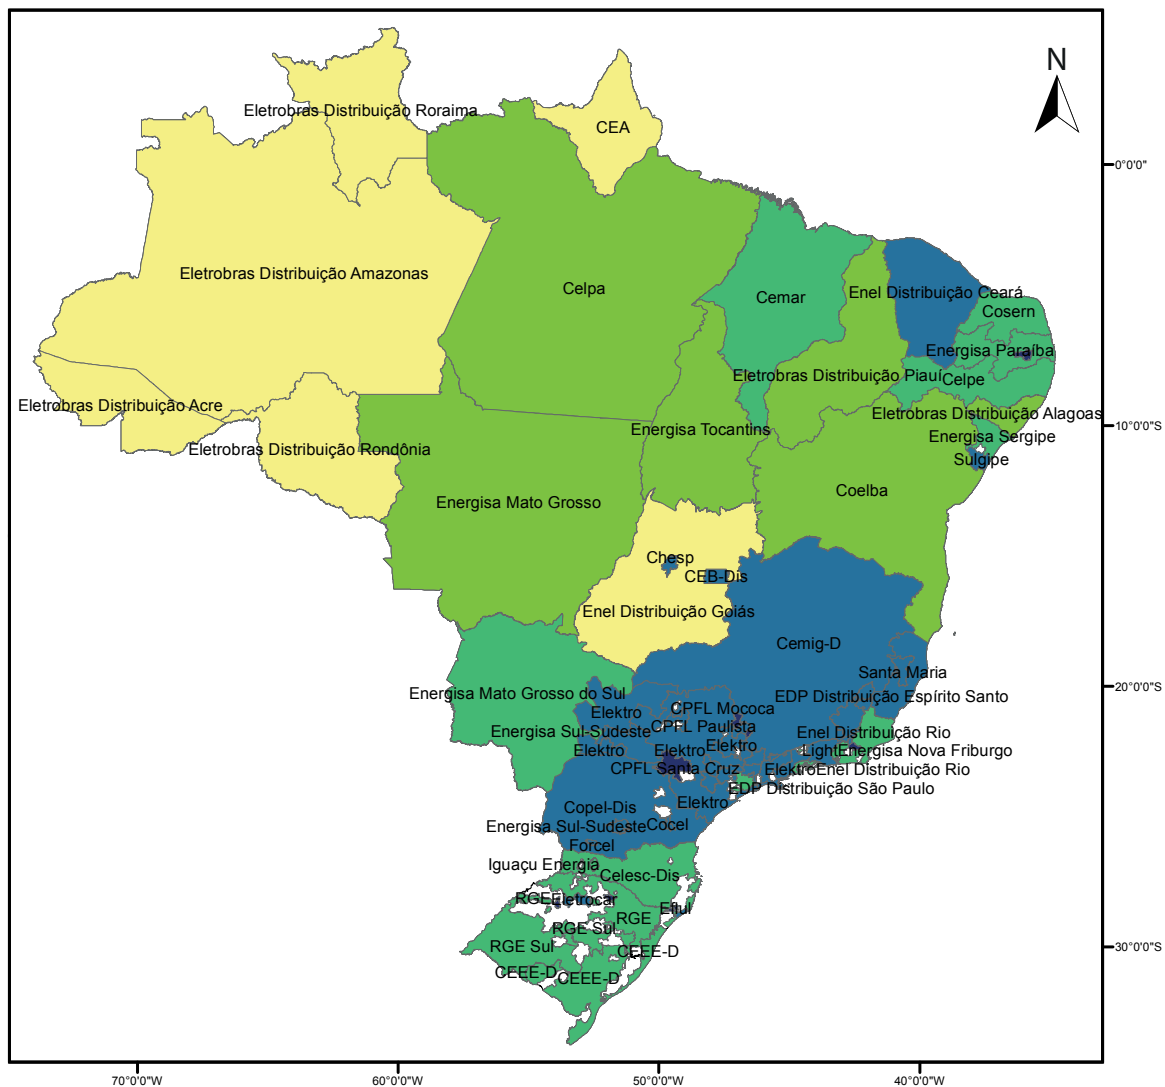 N
Eletrobras Distribuição Roraima
CEA
0°0'0"
Eletrobras Distribuição Amazonas
Celpa
Cemar
Enel Distribuição Ceará
Cosern
Energisa Paraíba
Eletrobras Distribuição Piauí
Celpe
Eletrobras Distribuição Acre
Eletrobras Distribuição Alagoas
10°0'0"S
Energisa Tocantins
Energisa Sergipe
Eletrobras Distribuição Rondônia
Sulgipe
Coelba
Energisa Mato Grosso
Chesp
CEB-Dis
Enel Distribuição Goiás
Cemig-D
Santa Maria
20°0'0"S
Energisa Mato Grosso do Sul
EDP Distribuição Espírito Santo
Elektro
CPFL Mococa
CPFL Paulista
Energisa Sul-Sudeste
Enel Distribuição Rio
Elektro
Elektro
Elektro
Light
Energisa Nova Friburgo
CPFL Santa Cruz
Elektro
Enel Distribuição Rio
EDP Distribuição São Paulo
Copel-Dis
Elektro
Energisa Sul-Sudeste
Cocel
Forcel
Iguaçu Energia
Celesc-Dis
RGE
Eletrocar
Eflul
RGE
RGE Sul
RGE Sul
CEEE-D
30°0'0"S
CEEE-D
CEEE-D
70°0'0"W
60°0'0"W
50°0'0"W
40°0'0"W